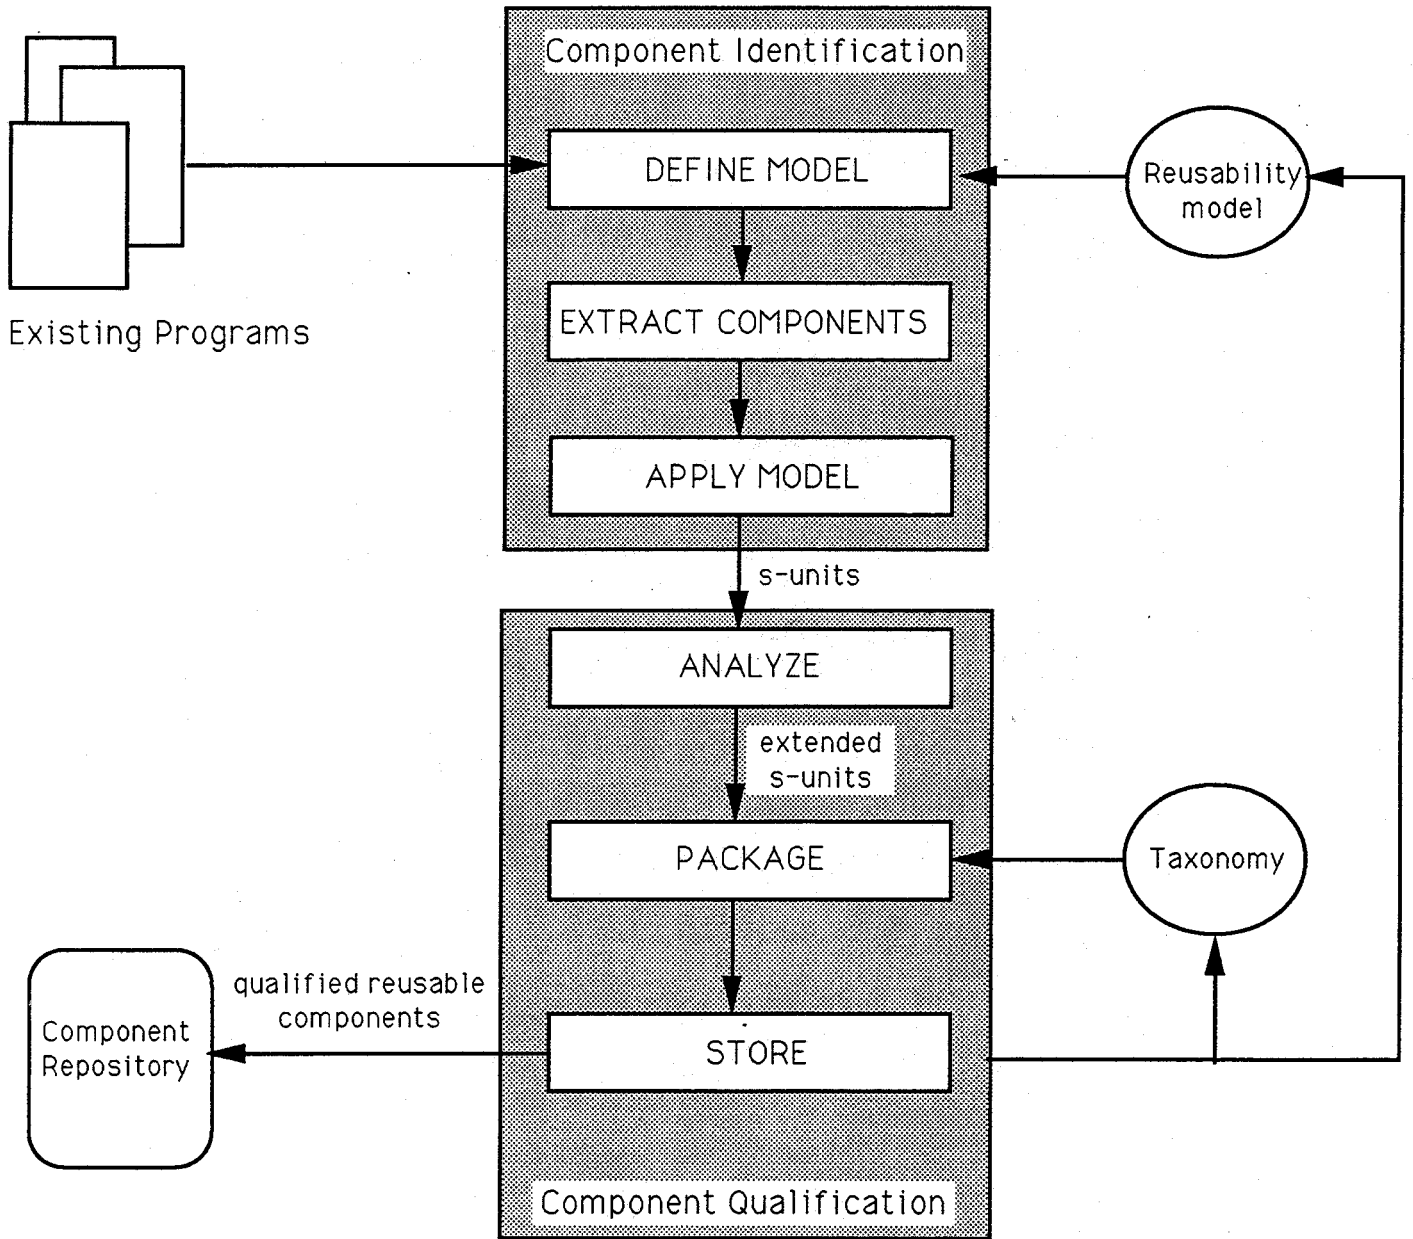 Component Identification
DEFINE MODEL
Reusability
model
EXTRACT COMPONENTS
Existing Programs
APPLY MODEL
s-units
ANALYZE
extended
s-units
PACKAGE
Taxonomy
qualified reusable
components
Component
Repository
STORE
Component Qualification